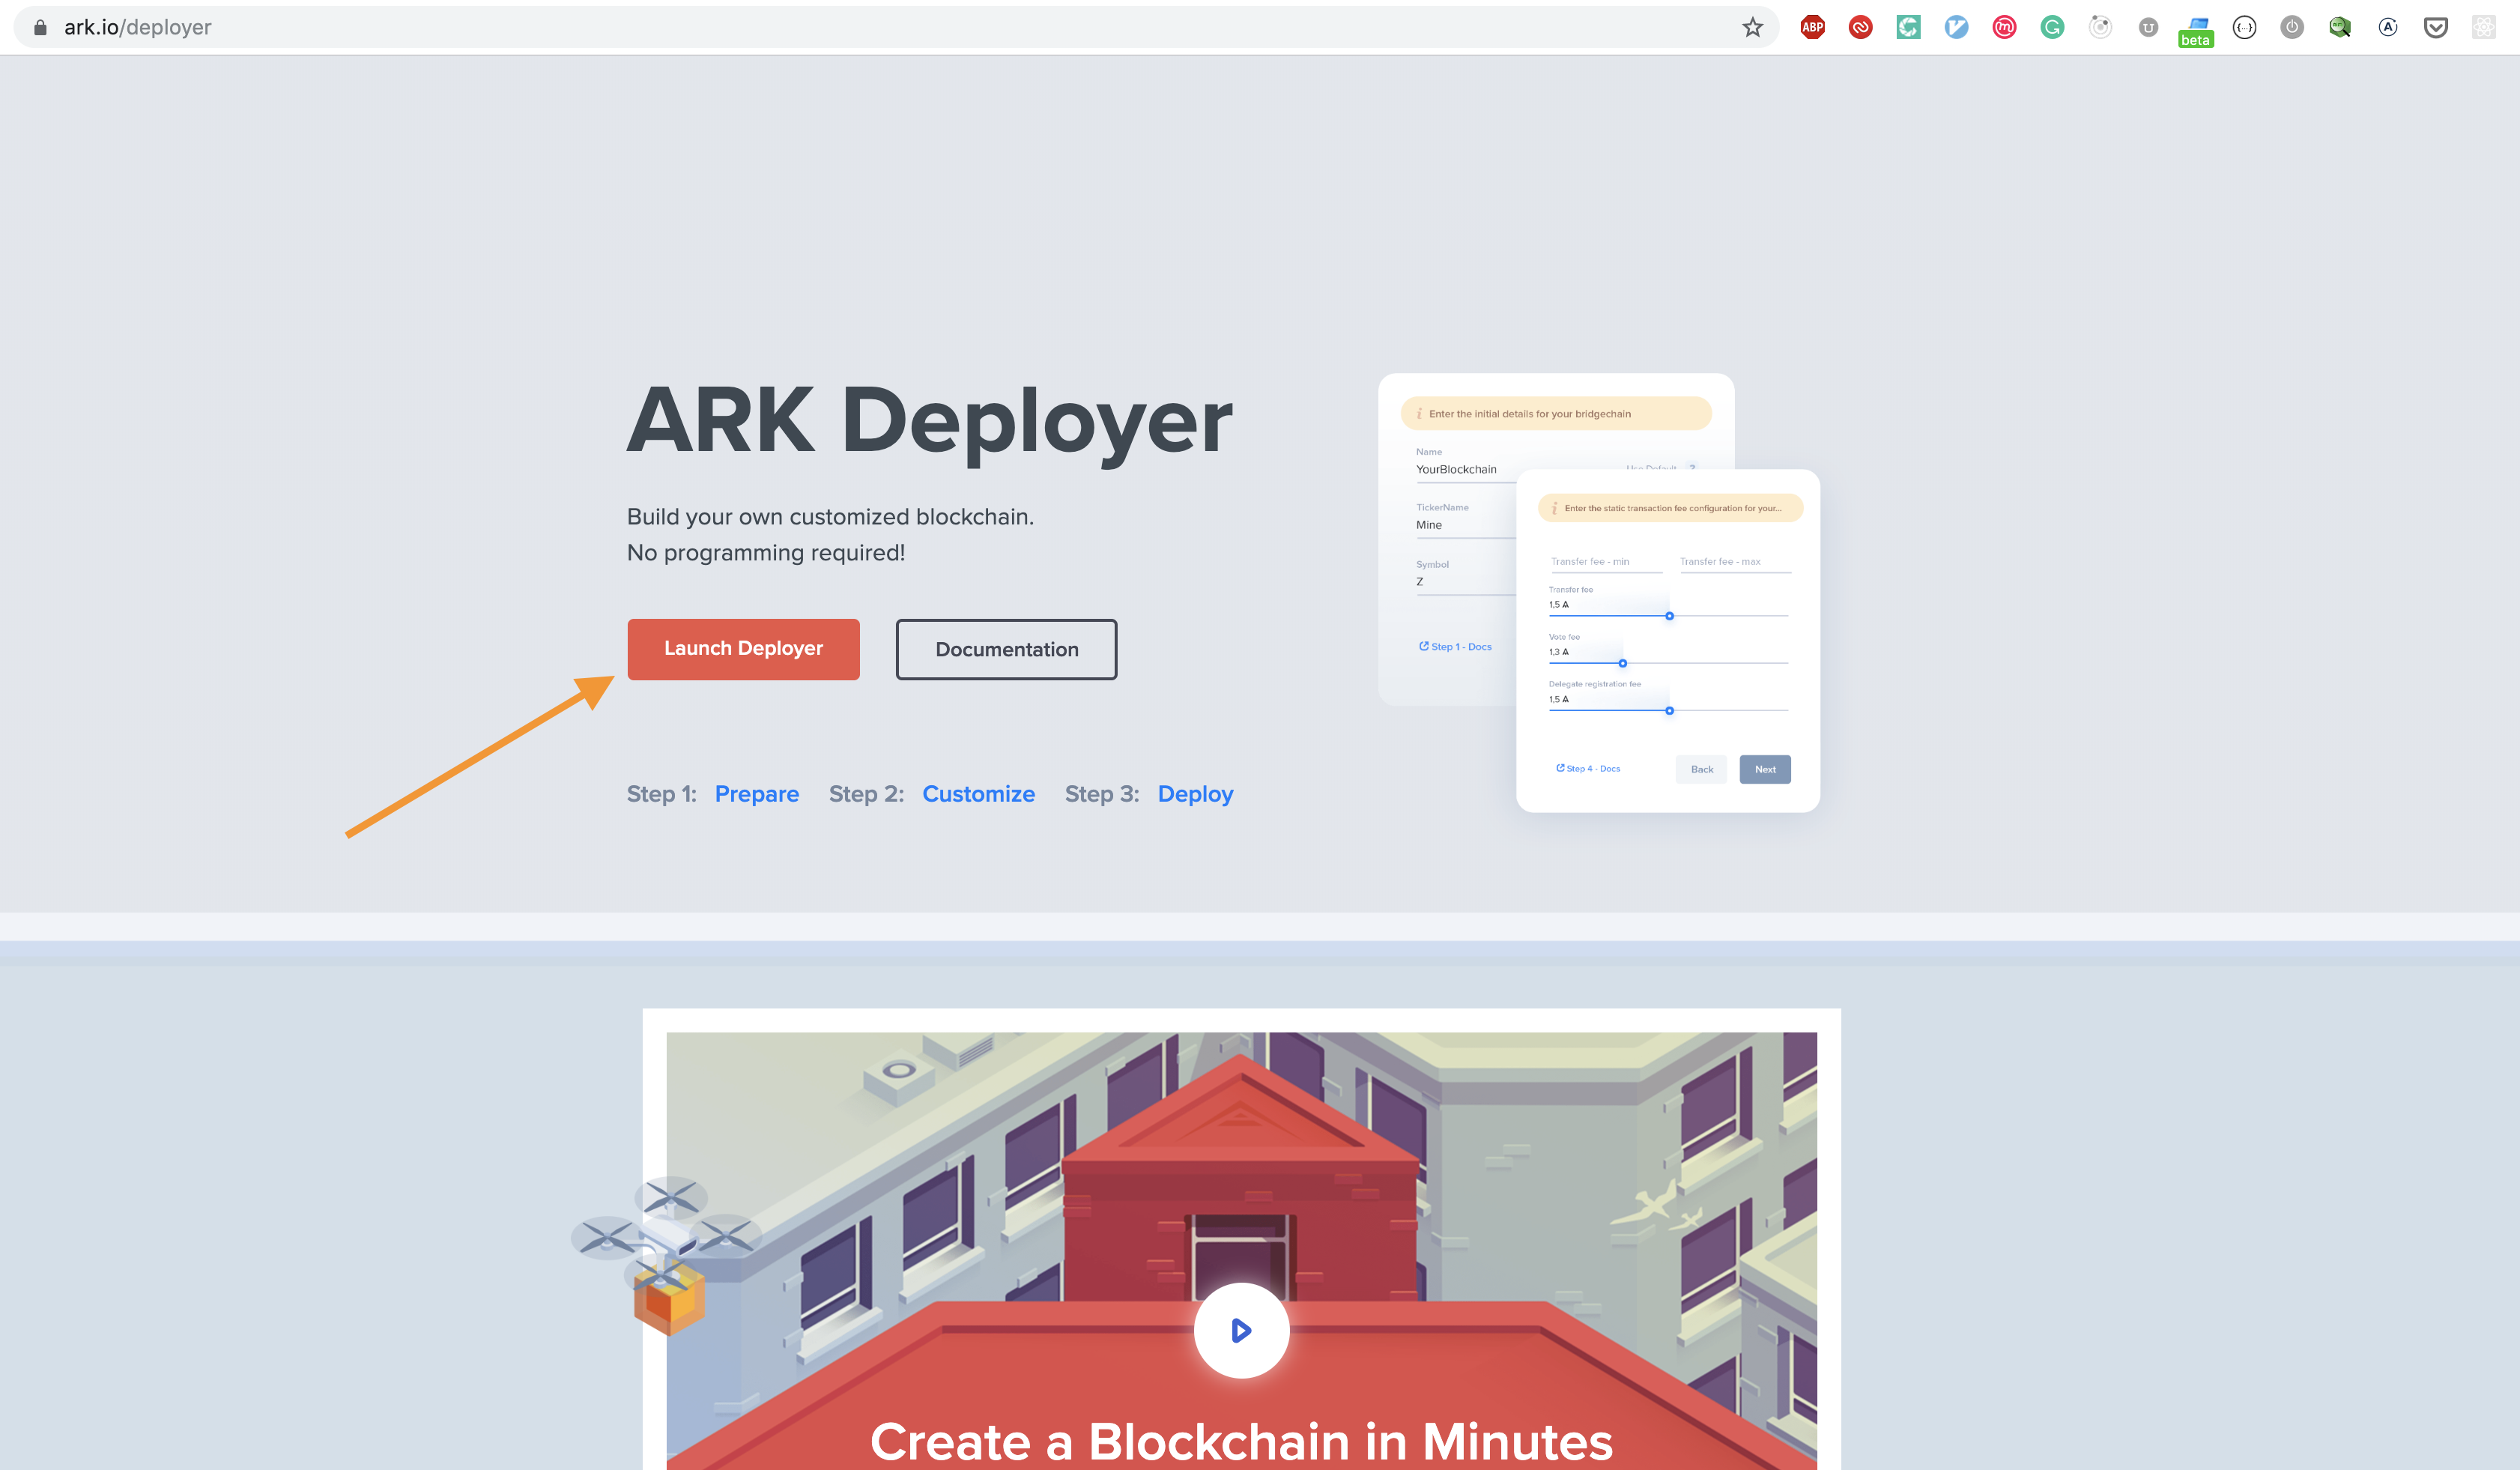 ark.io/deployer
ABP
beta
ARK Deployer
Build your own customized blockchain.
No programming required!
Launch Deployer
Documentation
Step 1: Prepare Step 2: Customize Step 3: Deploy
Enter the initial details for your bridgechain
Name
YourBlockchain
Use Default ?
TickerName
Mine
Symbol
Z
Step 1 - Docs
Enter the static transaction fee configuration for your...
Transfer fee - min Transfer fee - max
Transfer fee
1,5 Ѧ
Vote fee
1,3 Ѧ
Delegate registration fee
1,5 Ѧ
Step 4 - Docs
Back
Next
Create a Blockchain in Minutes